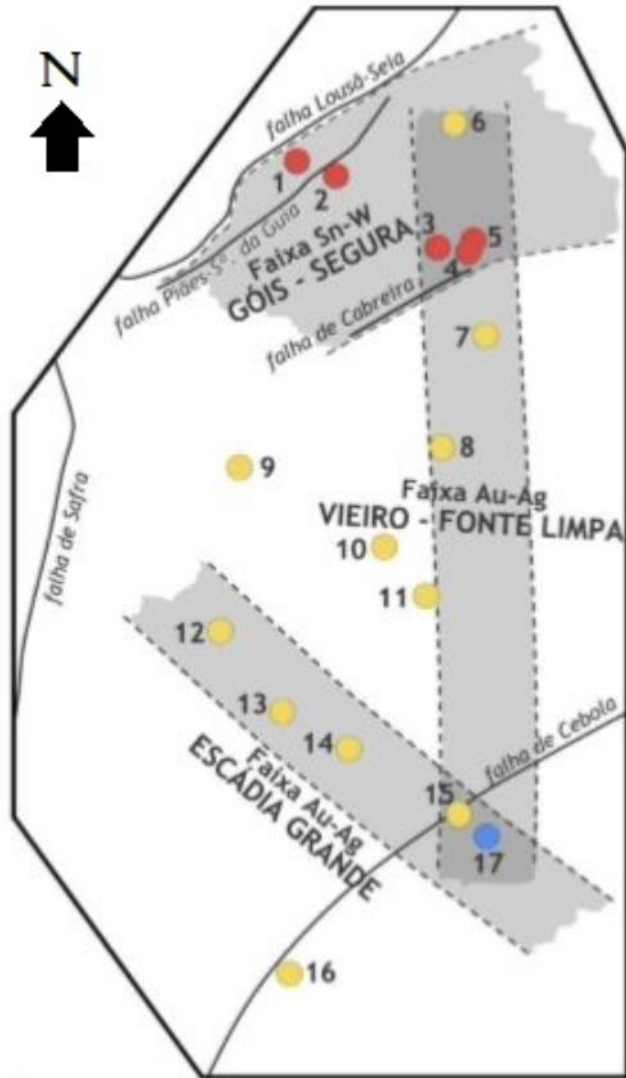 N
falha Lousã-Seia
6
1
2
falha Piães-Sª. da Guia
Faixa Sn-W
GÓIS - SEGURA
3
5
4
falha de Cabreira
7
8
9
falha de Safra
Faixa Au-Ag
VIEIRO - FONTE LIMPA
10
11
12
13
14
Faixa Au-Ag
ESCÁDIA GRANDE
falha de Cebola
15
17
16